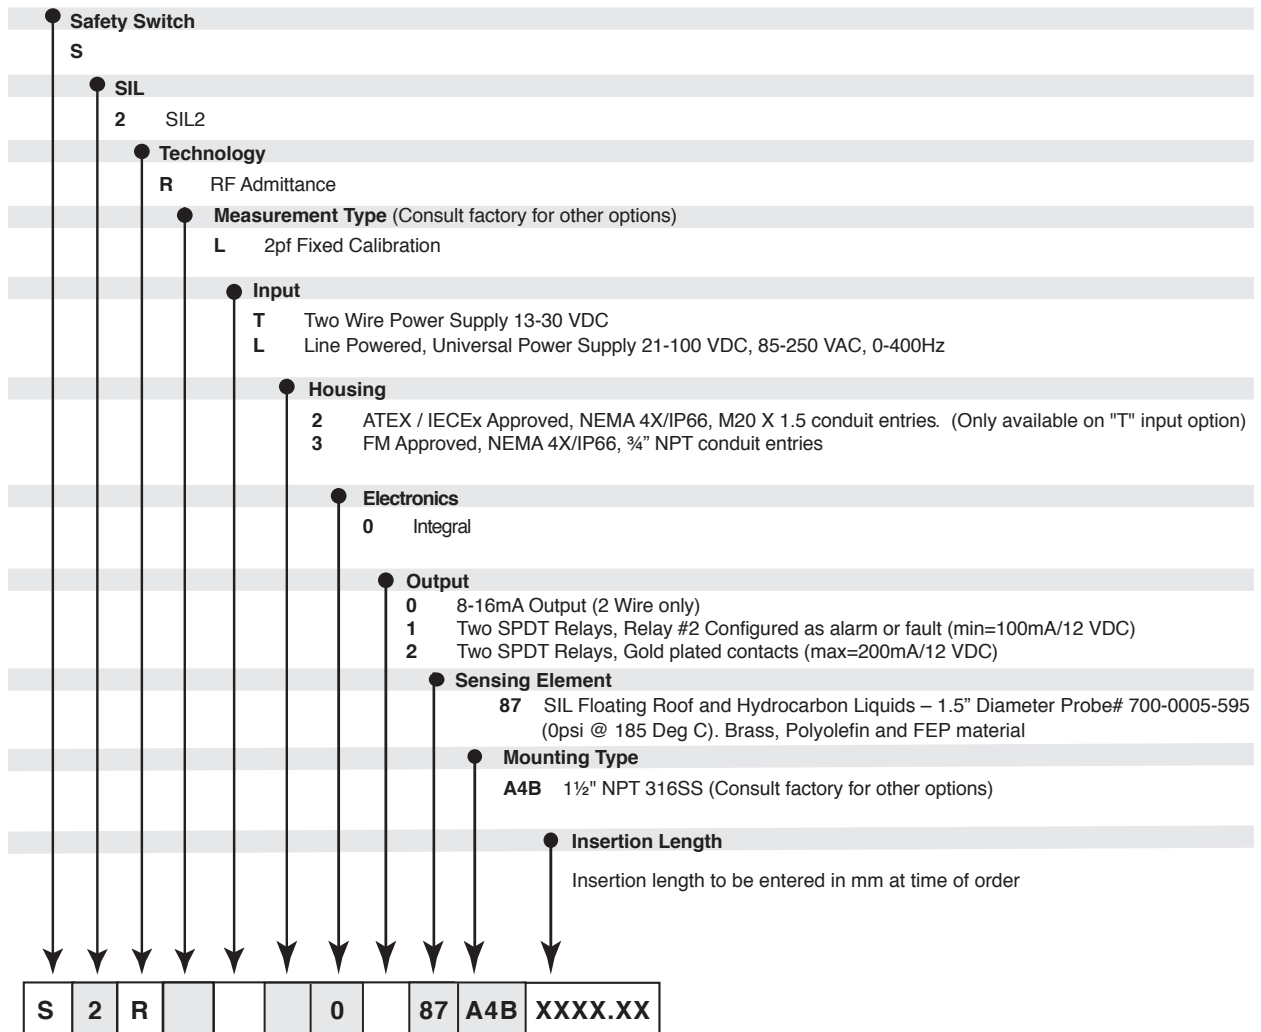 Safety Switch
S
SIL
2 SIL2
Technology
R RF Admittance
Measurement Type (Consult factory for other options)
L 2pf Fixed Calibration
Input
T Two Wire Power Supply 13-30 VDC
L Line Powered, Universal Power Supply 21-100 VDC, 85-250 VAC, 0-400Hz
Housing
2 ATEX / IECEx Approved, NEMA 4X/IP66, M20 X 1.5 conduit entries. (Only available on "T" input option)
3 FM Approved, NEMA 4X/IP66, ¾” NPT conduit entries
Electronics
0 Integral
Output
0 8-16mA Output (2 Wire only)
1 Two SPDT Relays, Relay #2 Configured as alarm or fault (min=100mA/12 VDC)
2 Two SPDT Relays, Gold plated contacts (max=200mA/12 VDC)
Sensing Element
87 SIL Floating Roof and Hydrocarbon Liquids – 1.5” Diameter Probe# 700-0005-595
(0psi @ 185 Deg C). Brass, Polyolefin and FEP material
Mounting Type
A4B 1½" NPT 316SS (Consult factory for other options)
Insertion Length
Insertion length to be entered in mm at time of order
S 2 R 0 87 A4B XXXX.XX